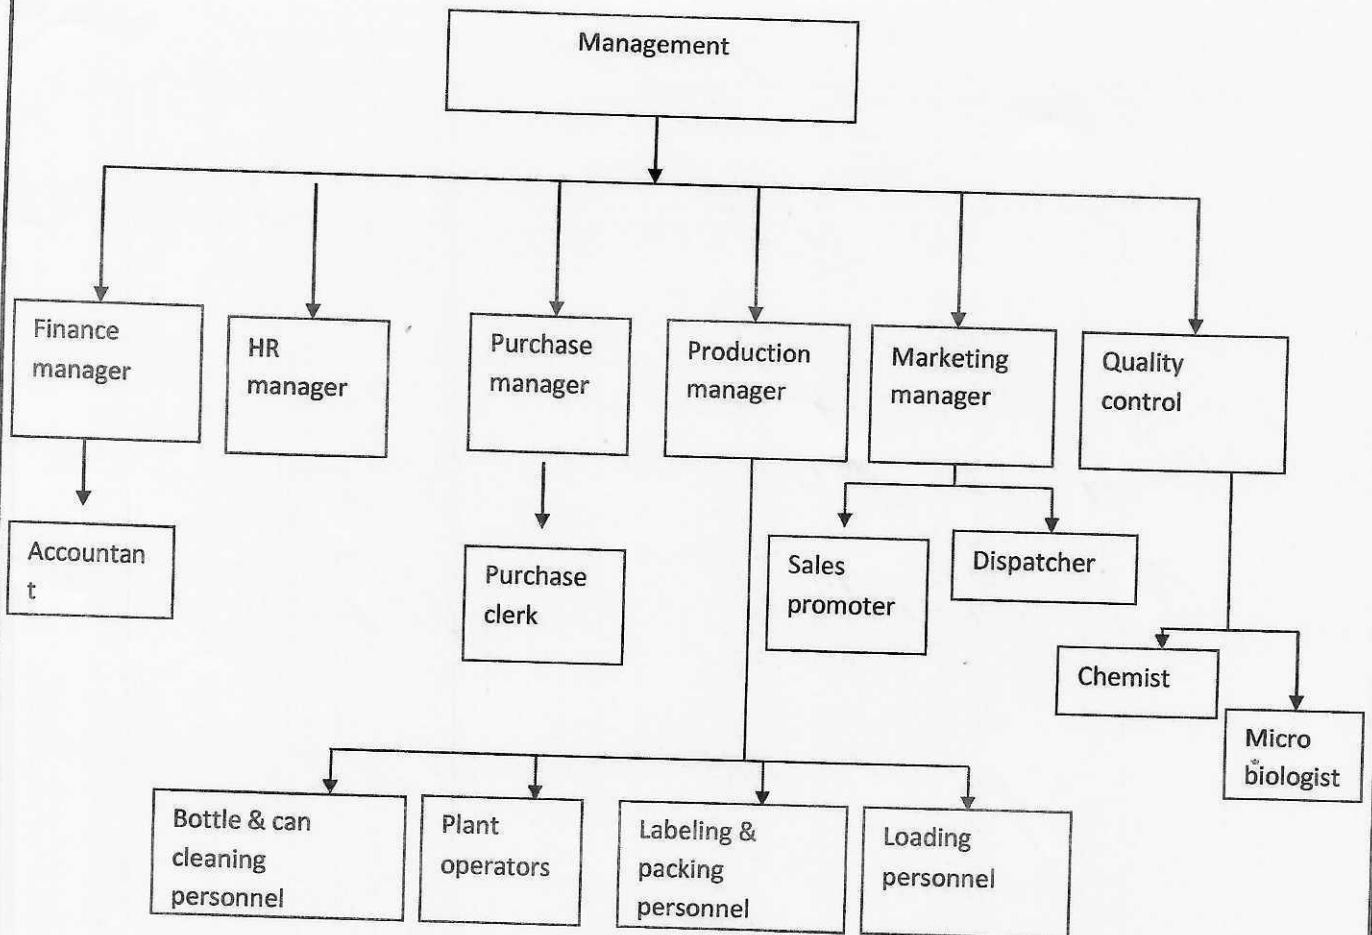 Management
Finance
manager
HR
manager
Purchase
manager
Production
manager
Marketing
manager
Quality
control
Accountan
t
Purchase
clerk
Sales
promoter
Dispatcher
Chemist
Micro
biologist
Bottle & can
cleaning
personnel
Plant
operators
Labeling &
packing
personnel
Loading
personnel